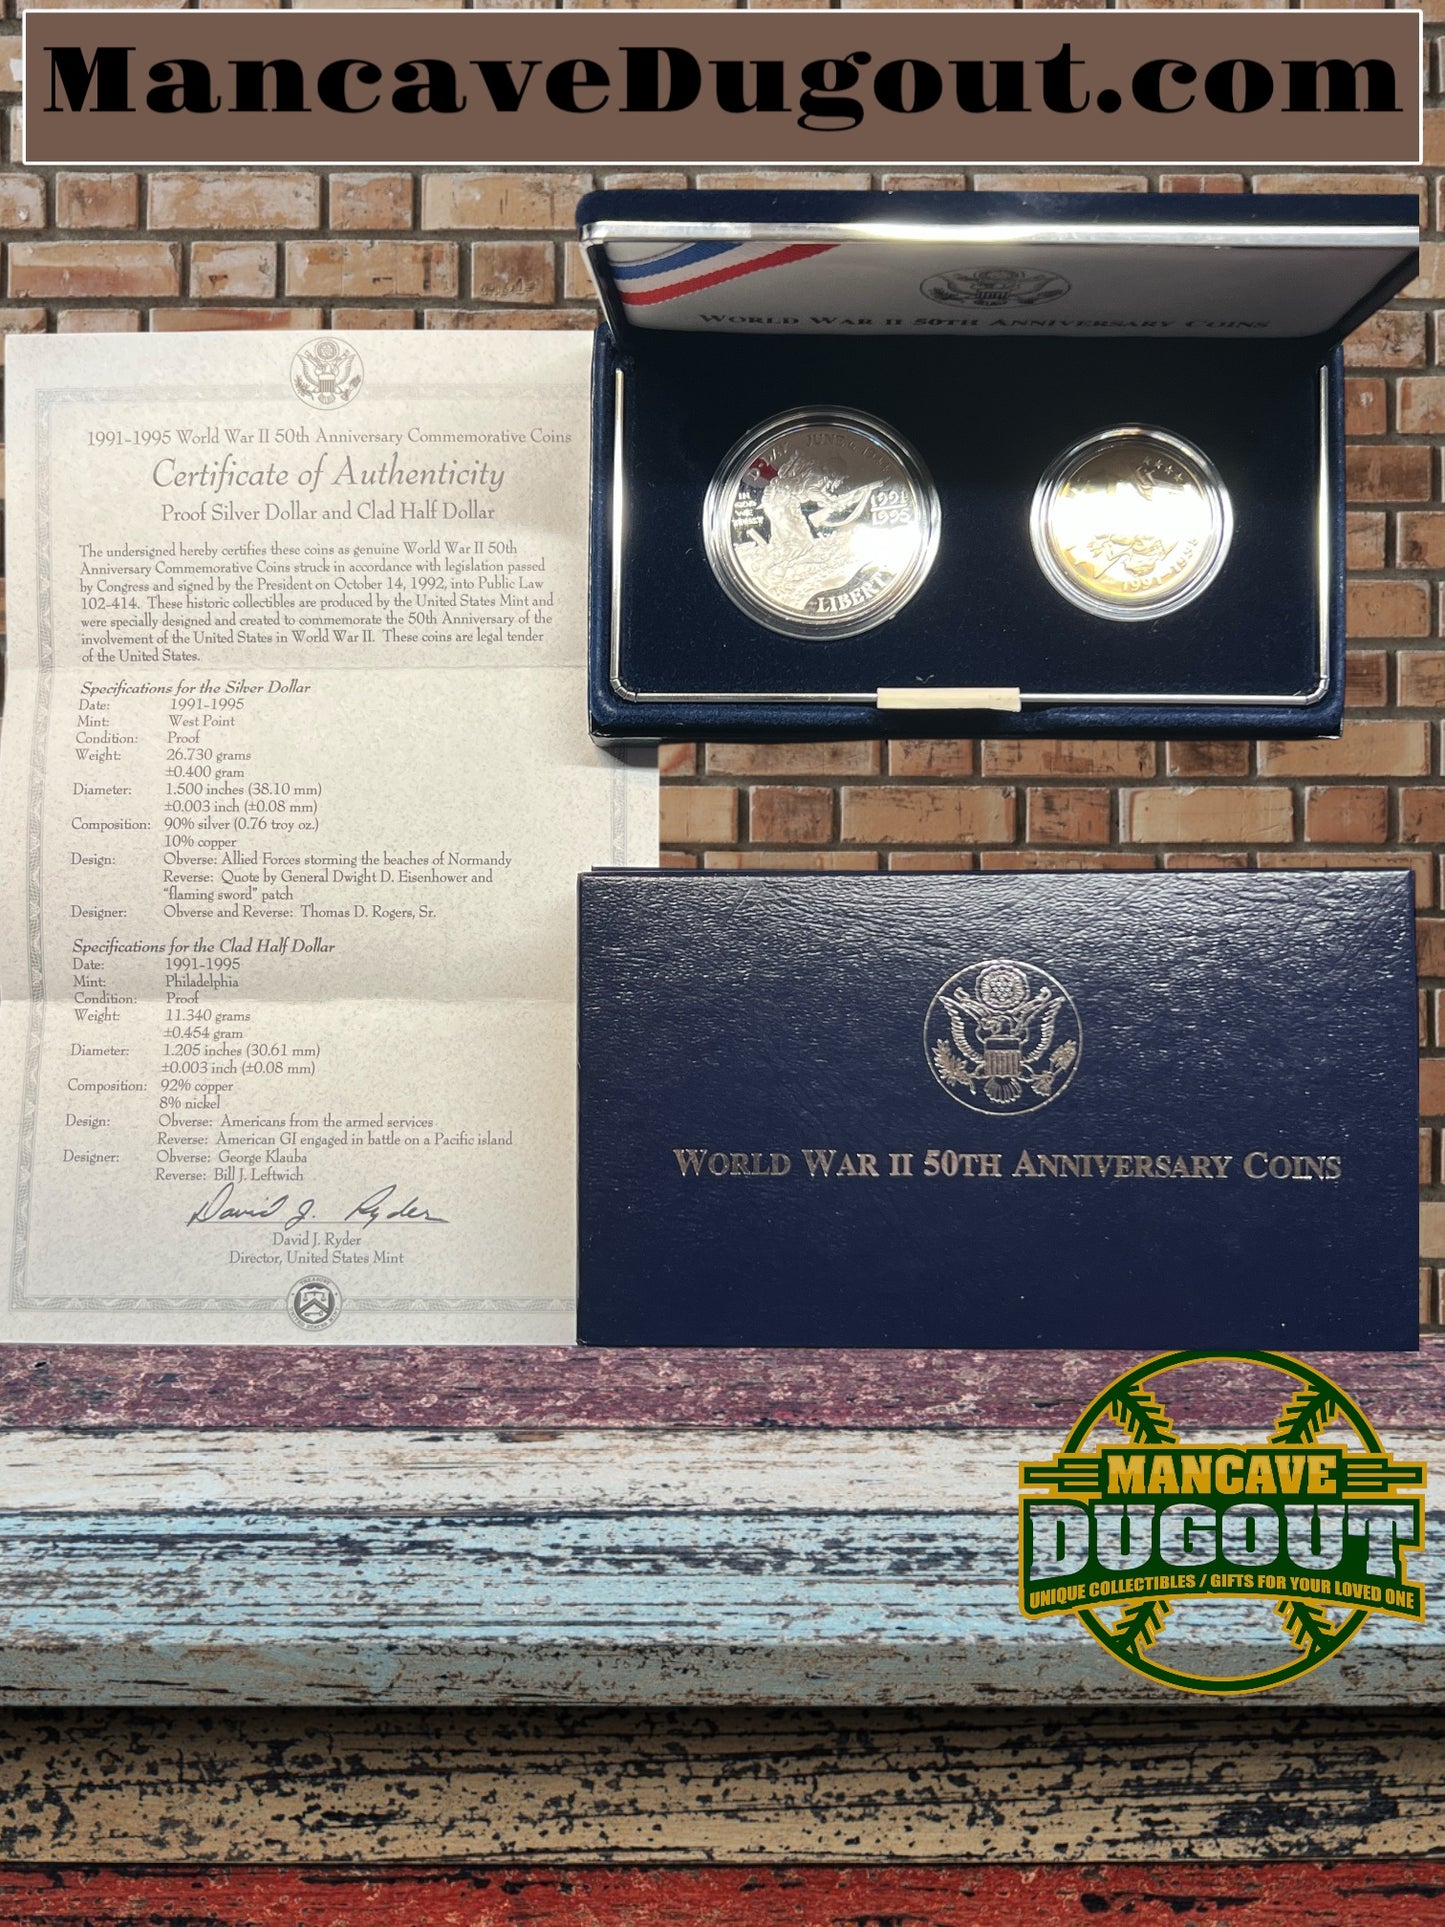 MancaveDugout.com
WORLD WAR II 50TH ANNIVERSARY COINS
D-DAY JUNE 6, 1944
IN
GOD
WE
TRUST
1991
1995
LIBERTY
1991-1995
1991-1995 World War II 50th Anniversary Commemorative Coins
Certificate of Authenticity
Proof Silver Dollar and Clad Half Dollar
The undersigned hereby certifies these coins as genuine World War II 50th
Anniversary Commemorative Coins struck in accordance with legislation passed
by Congress and signed by the President on October 14, 1992, into Public Law
102-414. These historic collectibles are produced by the United States Mint and
were specially designed and created to commemorate the 50th Anniversary of the
involvement of the United States in World War II. These coins are legal tender
of the United States.
Specifications for the Silver Dollar
Date: 1991-1995
Mint: West Point
Condition: Proof
Weight: 26.730 grams
±0.400 gram
Diameter: 1.500 inches (38.10 mm)
±0.003 inch (±0.08 mm)
Composition: 90% silver (0.76 troy oz.)
10% copper
Design: Obverse: Allied Forces storming the beaches of Normandy
Reverse: Quote by General Dwight D. Eisenhower and
"flaming sword" patch
Designer: Obverse and Reverse: Thomas D. Rogers, Sr.
Specifications for the Clad Half Dollar
Date: 1991-1995
Mint: Philadelphia
Condition: Proof
Weight: 11.340 grams
±0.454 gram
Diameter: 1.205 inches (30.61 mm)
±0.003 inch (±0.08 mm)
Composition: 92% copper
8% nickel
Design: Obverse: Americans from the armed services
Reverse: American GI engaged in battle on a Pacific island
Designer: Obverse: George Klauba
Reverse: Bill J. Leftwich
David J. Ryder
David J. Ryder
Director, United States Mint
WORLD WAR II 50TH ANNIVERSARY COINS
MANCAVE
DUGOUT
UNIQUE COLLECTIBLES / GIFTS FOR YOUR LOVED ONE